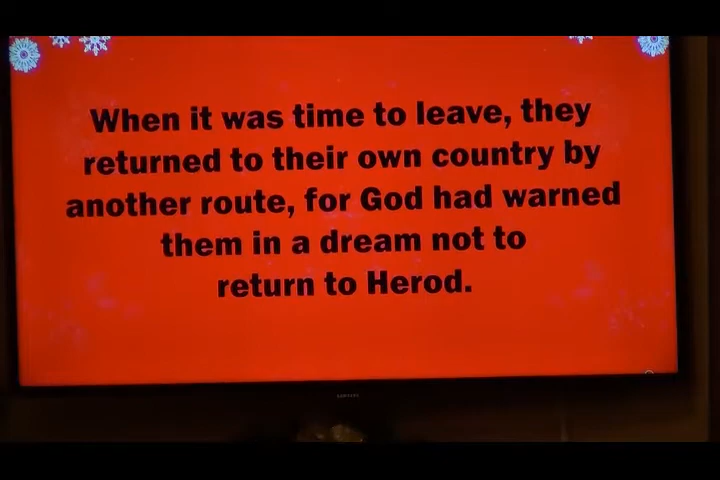 When it was time to leave, they
returned to their own country by
another route, for God had warned
them in a dream not to
return to Herod.
SAMSUNG